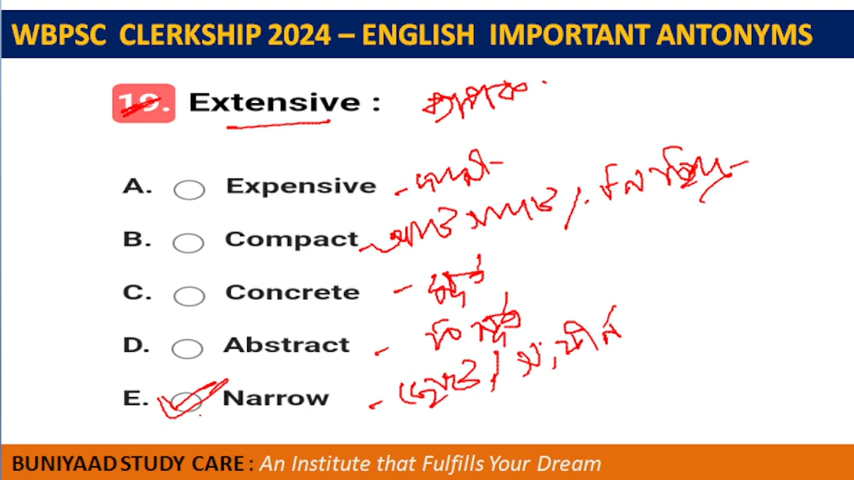 WBPSC CLERKSHIP 2024 – ENGLISH IMPORTANT ANTONYMS
19. Extensive : ব্যাপক
A. Expensive -
B. Compact -
C. Concrete - মূর্ত
D. Abstract - বিমূর্ত
E. Narrow - ছোট / সংকীর্ণ
BUNIYAAD STUDY CARE : An Institute that Fulfills Your Dream